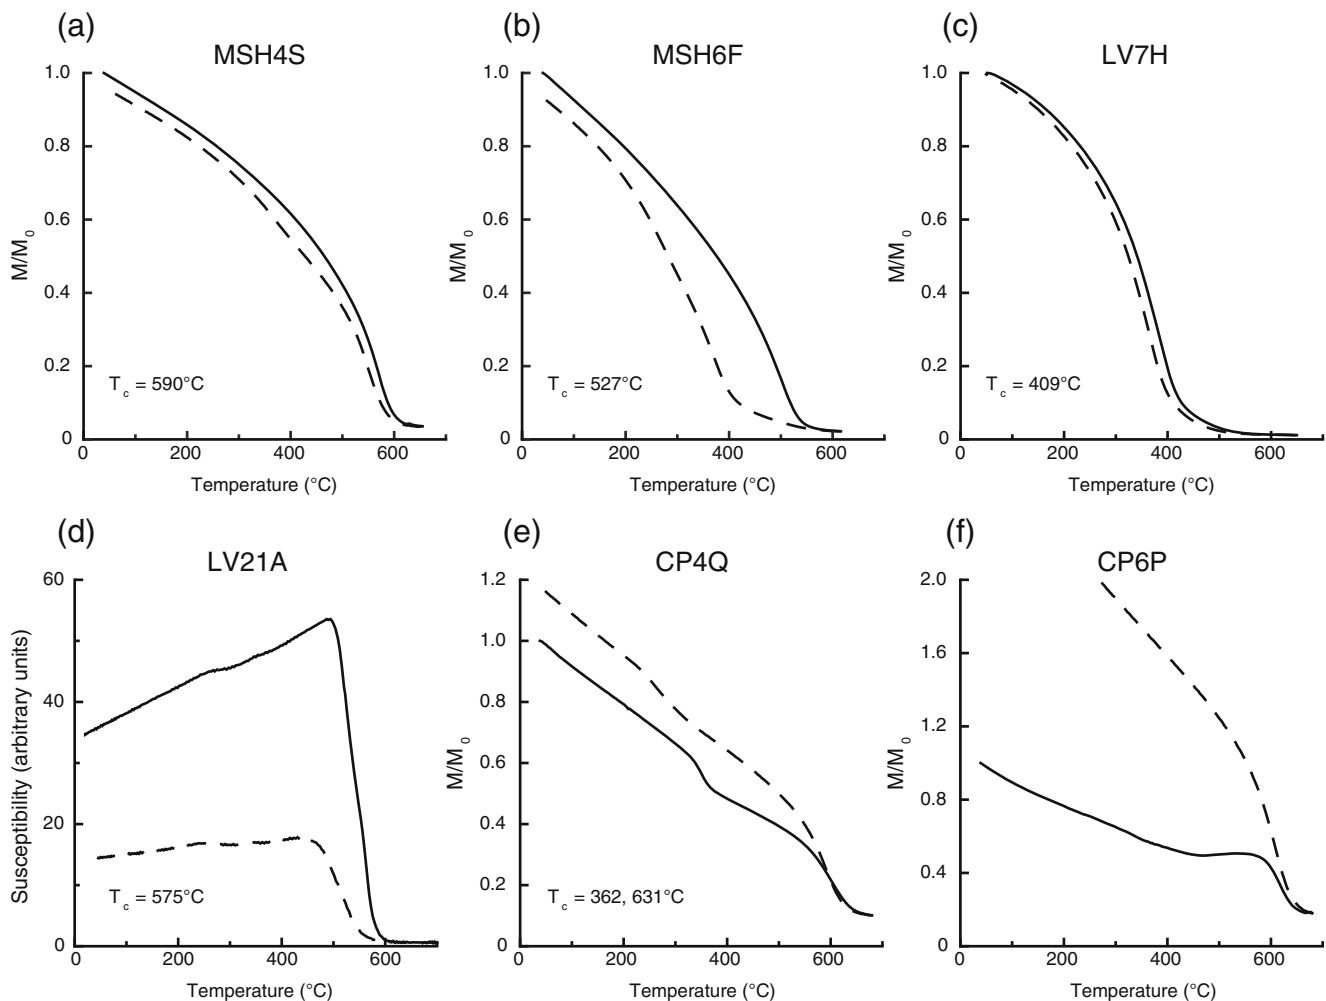 (a)
MSH4S
1.0
0.8
0.6
0.4
0.2
0
M/M0
Tc = 590°C
0 200 400 600
Temperature (°C)
(b)
MSH6F
1.0
0.8
0.6
0.4
0.2
0
M/M0
Tc = 527°C
0 200 400 600
Temperature (°C)
(c)
LV7H
1.0
0.8
0.6
0.4
0.2
0
M/M0
Tc = 409°C
0 200 400 600
Temperature (°C)
(d)
LV21A
60
40
20
0
Susceptibility (arbitrary units)
Tc = 575°C
0 200 400 600
Temperature (°C)
(e)
CP4Q
1.2
1.0
0.8
0.6
0.4
0.2
0
M/M0
Tc = 362, 631°C
0 200 400 600
Temperature (°C)
(f)
CP6P
2.0
1.6
1.2
0.8
0.4
0
M/M0
0 200 400 600
Temperature (°C)